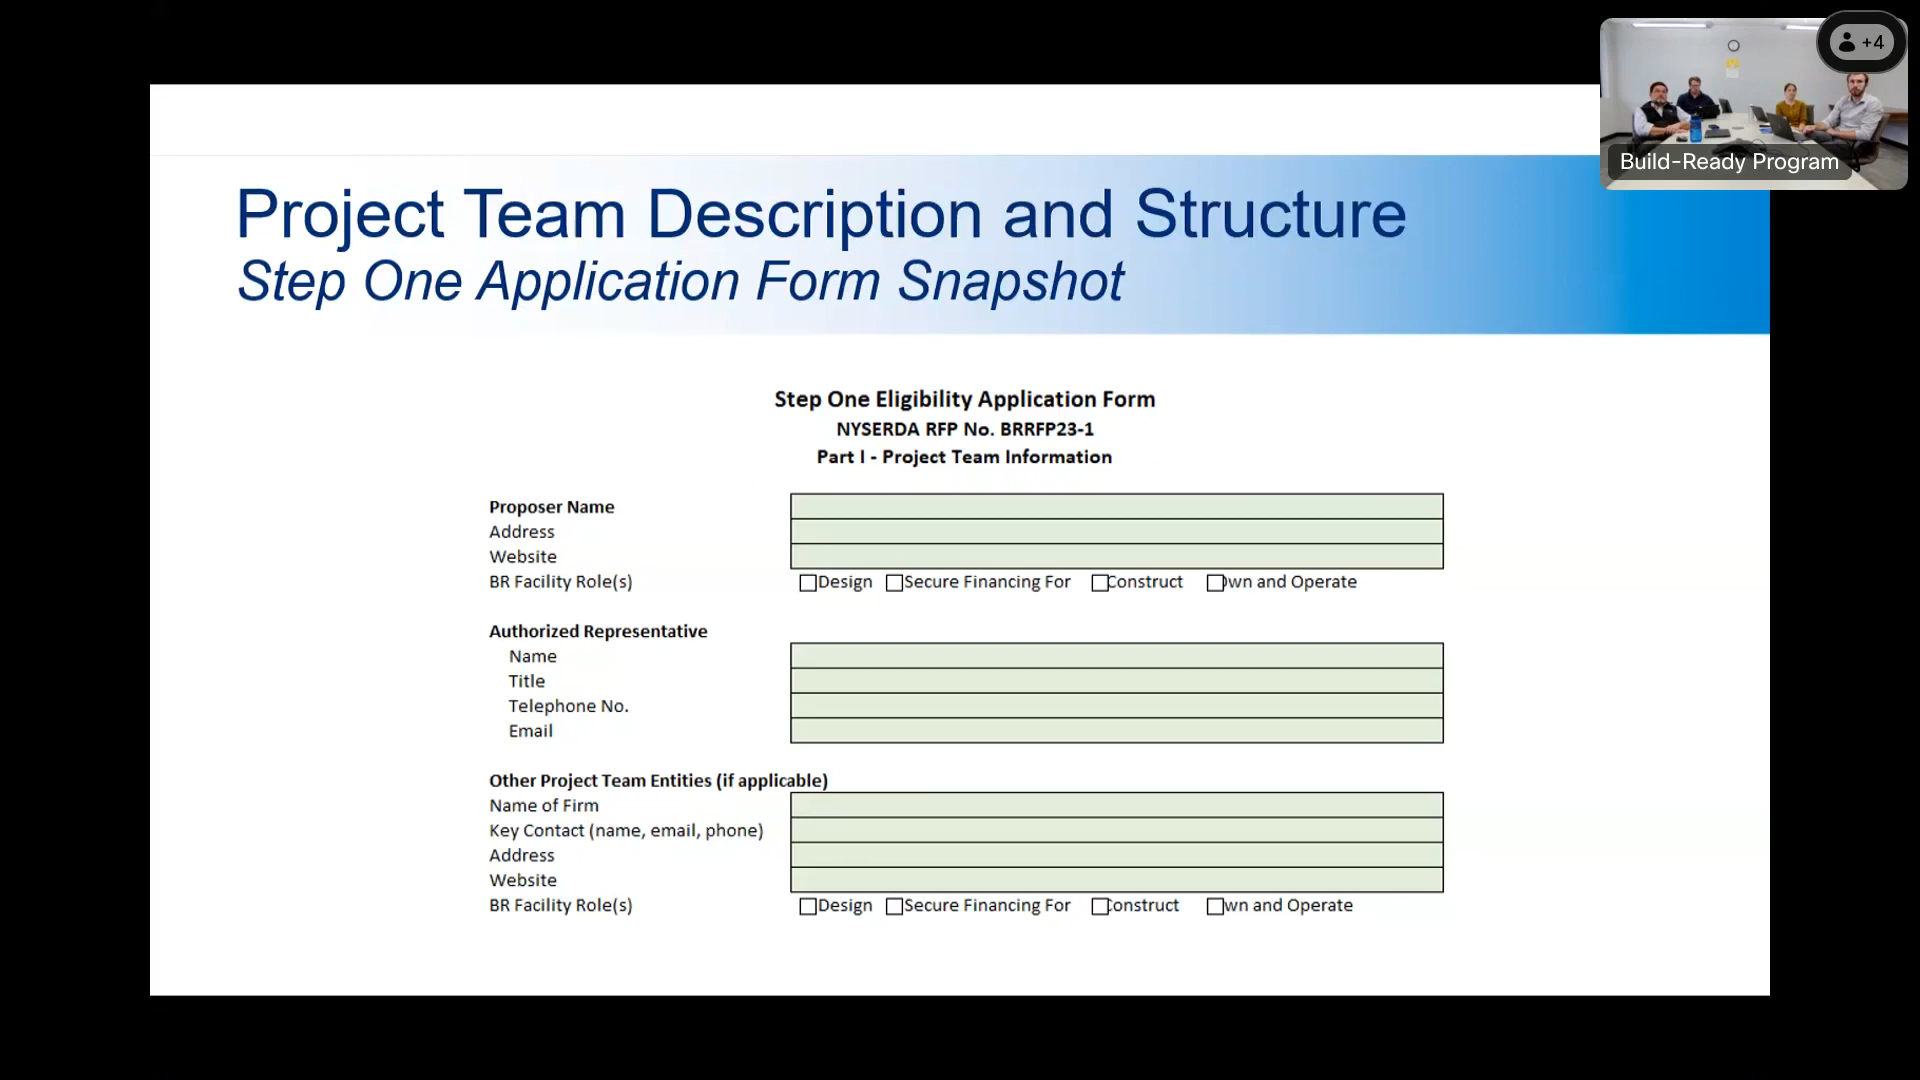 +4
Build-Ready Program
Project Team Description and Structure
Step One Application Form Snapshot
Step One Eligibility Application Form
NYSERDA RFP No. BRRFP23-1
Part I - Project Team Information
Proposer Name
Address
Website
BR Facility Role(s) Design Secure Financing For Construct Own and Operate
Authorized Representative
Name
Title
Telephone No.
Email
Other Project Team Entities (if applicable)
Name of Firm
Key Contact (name, email, phone)
Address
Website
BR Facility Role(s) Design Secure Financing For Construct Own and Operate